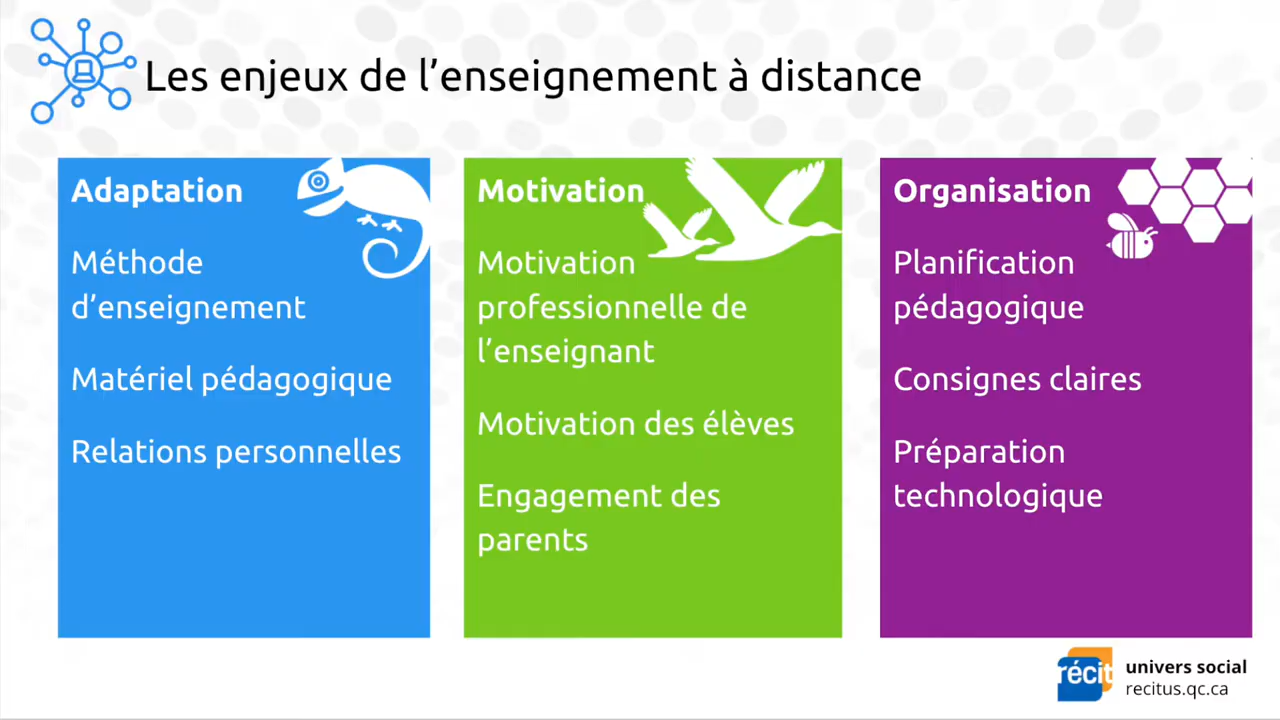 Les enjeux de l’enseignement à distance
Adaptation
Méthode
d’enseignement
Matériel pédagogique
Relations personnelles
Motivation
Motivation
professionnelle de
l’enseignant
Motivation des élèves
Engagement des
parents
Organisation
Planification
pédagogique
Consignes claires
Préparation
technologique
récit
univers social
recitus.qc.ca